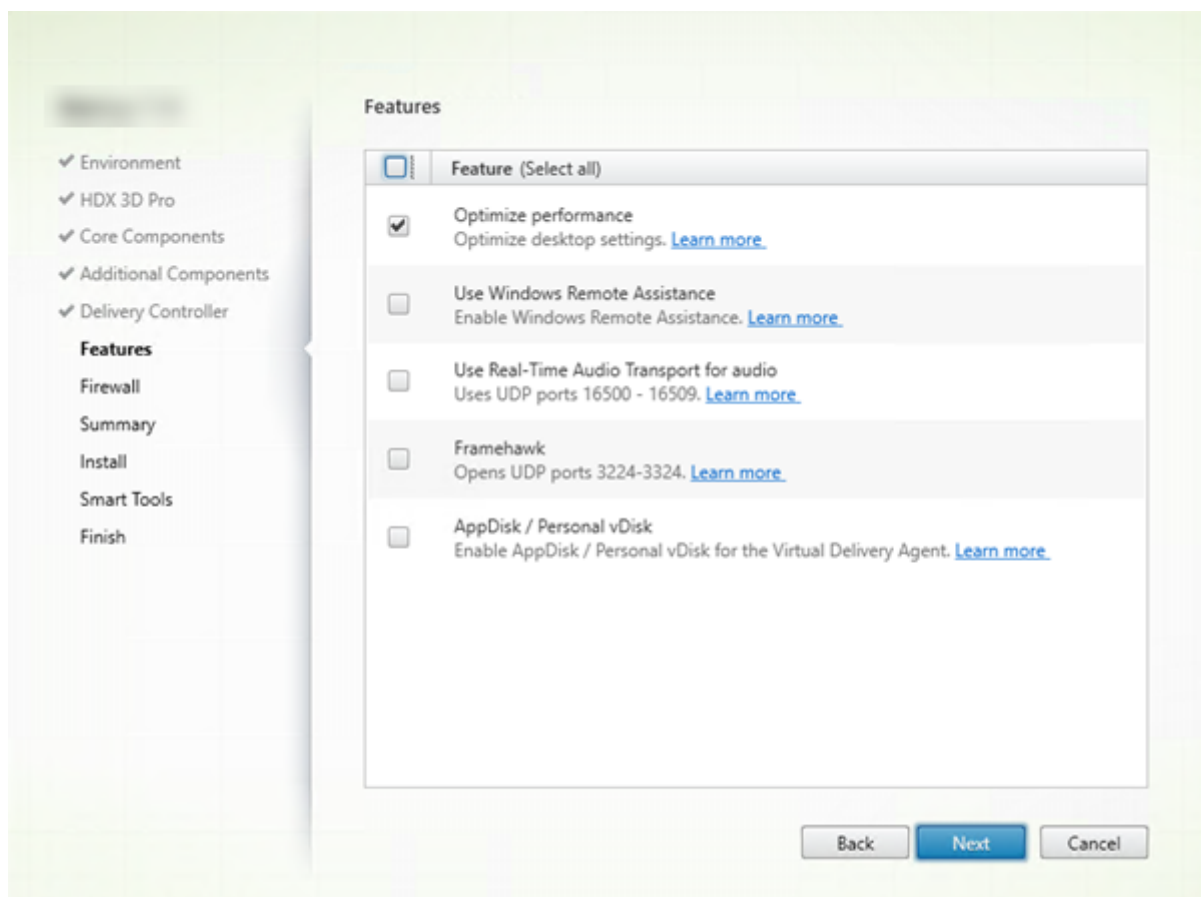 Environment
HDX 3D Pro
Core Components
Additional Components
Delivery Controller
Features
Firewall
Summary
Install
Smart Tools
Finish
Features
Feature (Select all)
Optimize performance
Optimize desktop settings. Learn more
Use Windows Remote Assistance
Enable Windows Remote Assistance. Learn more
Use Real-Time Audio Transport for audio
Uses UDP ports 16500 - 16509. Learn more
Framehawk
Opens UDP ports 3224-3324. Learn more
AppDisk / Personal vDisk
Enable AppDisk / Personal vDisk for the Virtual Delivery Agent. Learn more
Back Next Cancel